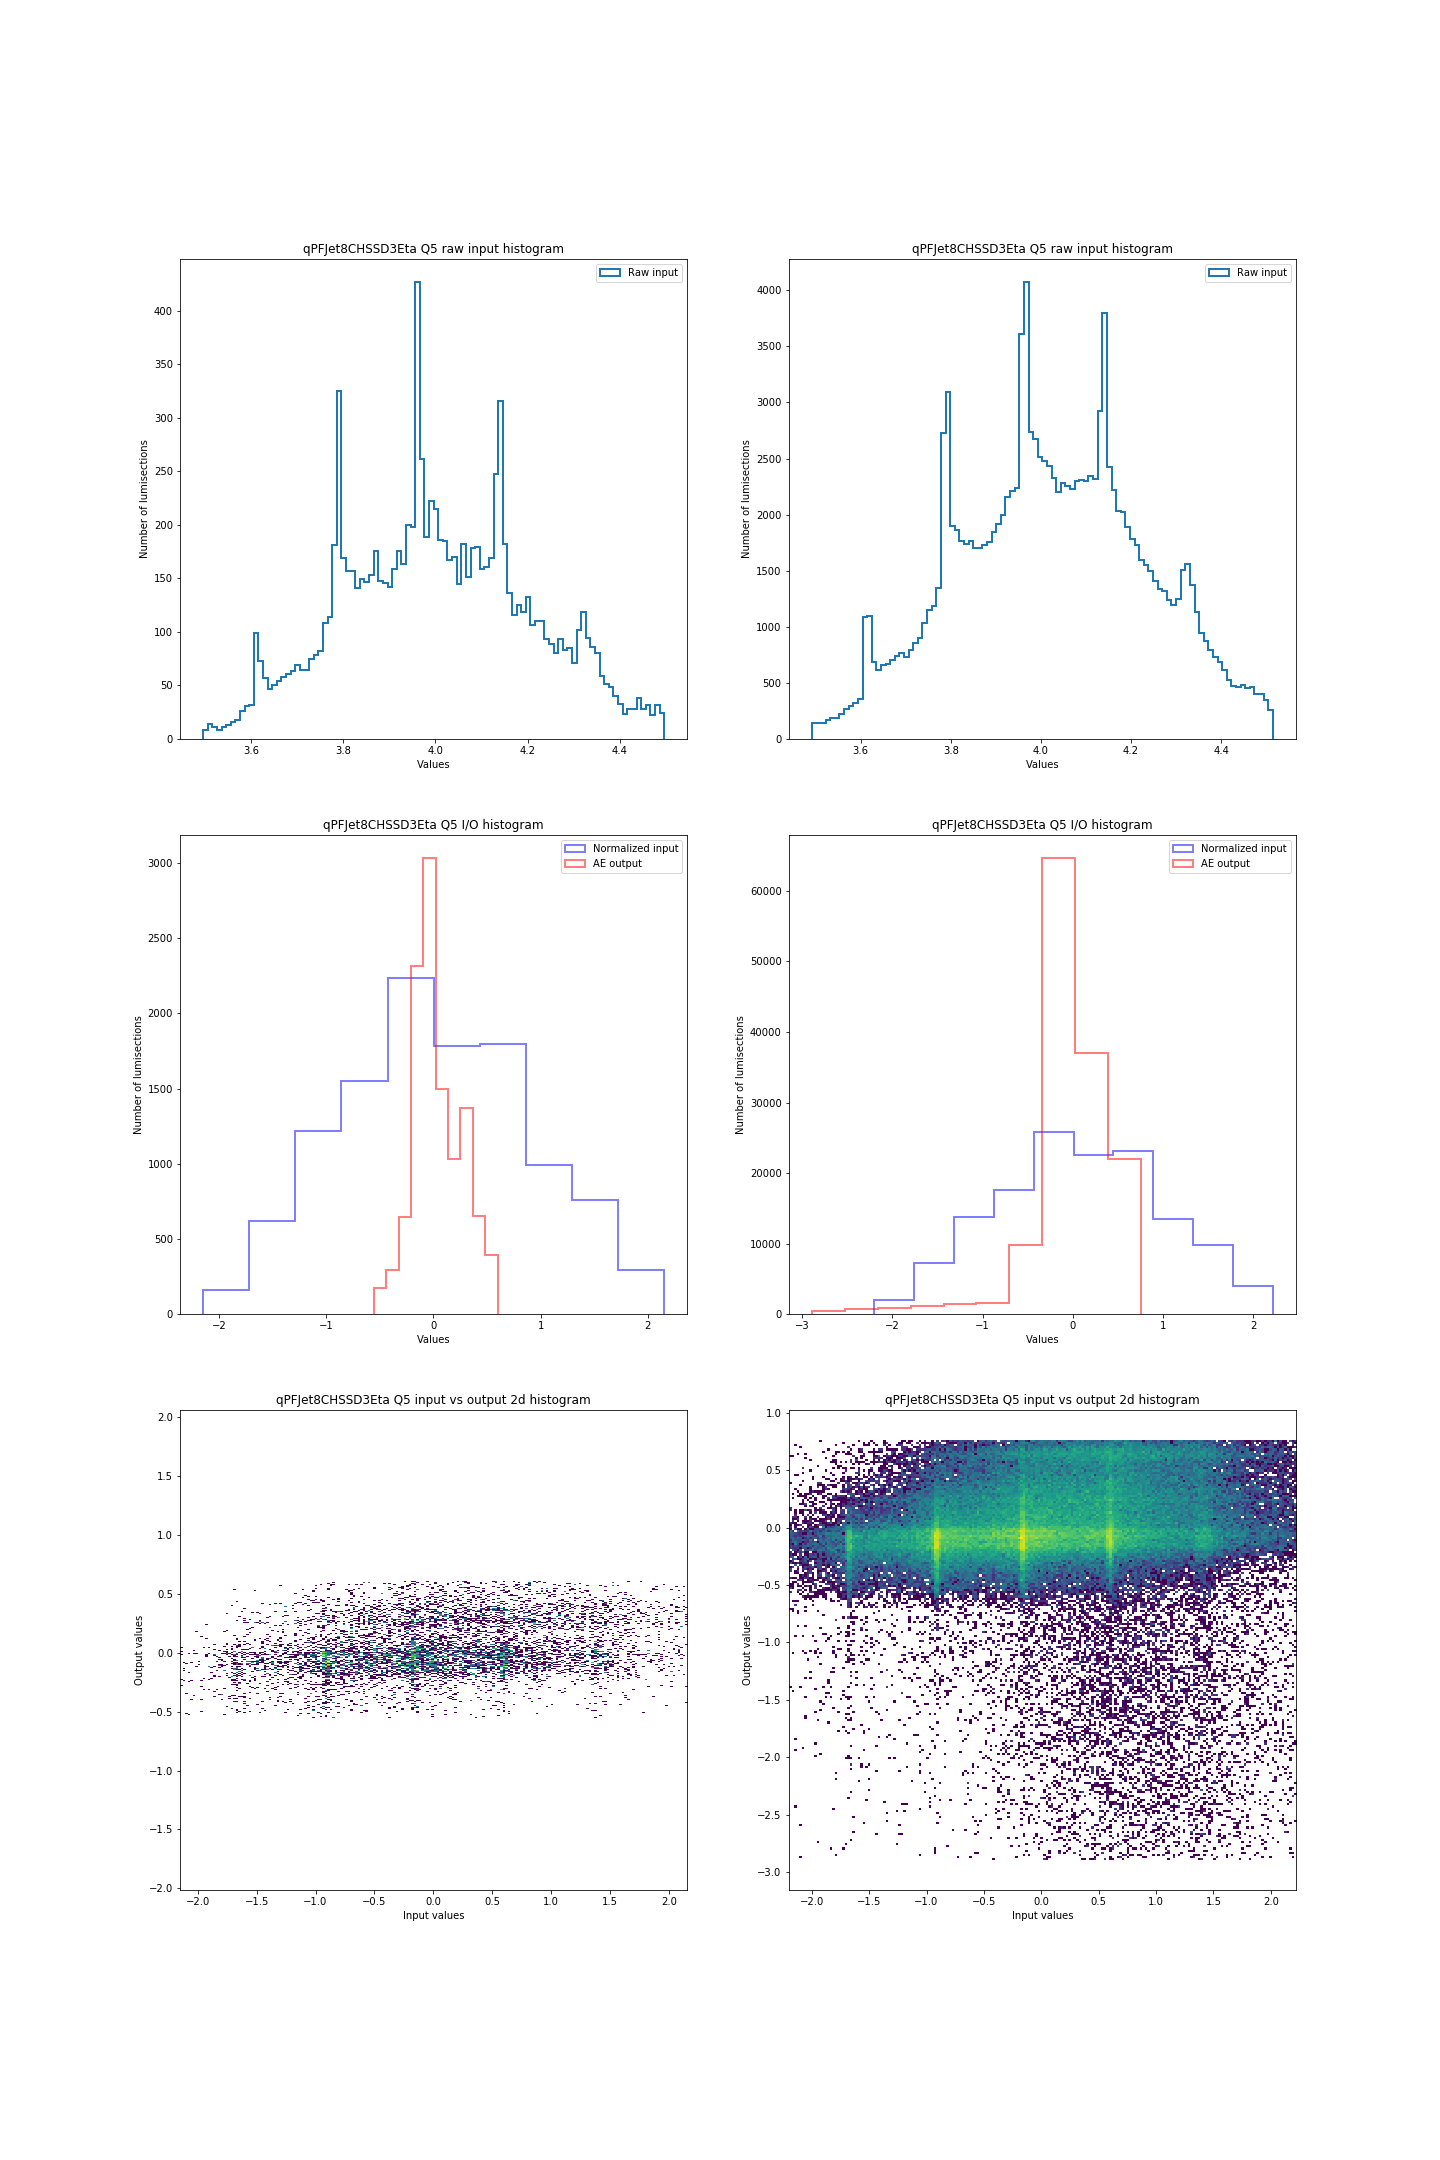 qPFJet8CHSSD3Eta Q5 raw input histogram
Raw input
Number of lumisections
400
350
300
250
200
150
100
50
0
3.6 3.8 4.0 4.2 4.4
Values
qPFJet8CHSSD3Eta Q5 raw input histogram
Raw input
Number of lumisections
4000
3500
3000
2500
2000
1500
1000
500
0
3.6 3.8 4.0 4.2 4.4
Values
qPFJet8CHSSD3Eta Q5 I/O histogram
Normalized input
AE output
Number of lumisections
3000
2500
2000
1500
1000
500
0
−2 −1 0 1 2
Values
qPFJet8CHSSD3Eta Q5 I/O histogram
Normalized input
AE output
Number of lumisections
60000
50000
40000
30000
20000
10000
0
−3 −2 −1 0 1 2
Values
qPFJet8CHSSD3Eta Q5 input vs output 2d histogram
Output values
2.0
1.5
1.0
0.5
0.0
−0.5
−1.0
−1.5
−2.0
−2.0 −1.5 −1.0 −0.5 0.0 0.5 1.0 1.5 2.0
Input values
qPFJet8CHSSD3Eta Q5 input vs output 2d histogram
Output values
1.0
0.5
0.0
−0.5
−1.0
−1.5
−2.0
−2.5
−3.0
−2.0 −1.5 −1.0 −0.5 0.0 0.5 1.0 1.5 2.0
Input values